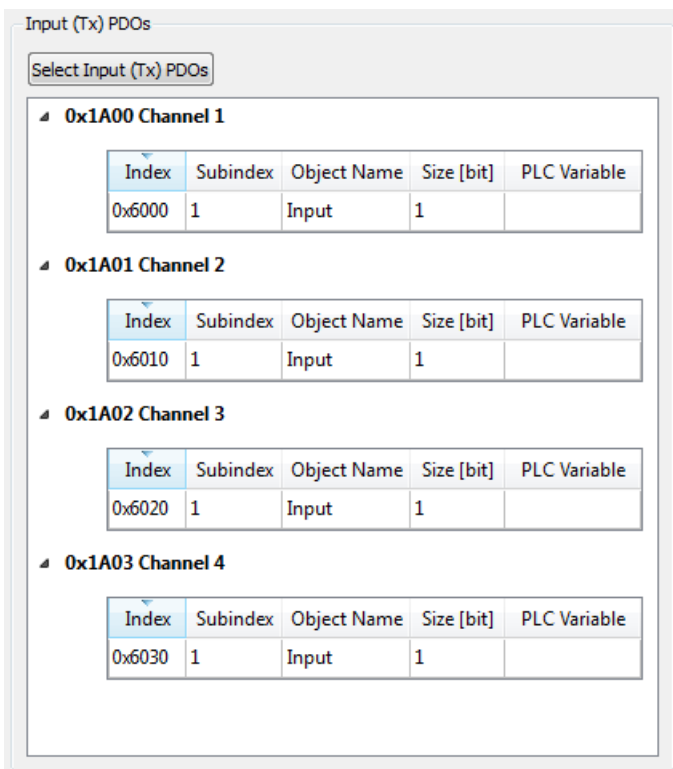 Input (Tx) PDOs
Select Input (Tx) PDOs
0x1A00 Channel 1
Index Subindex Object Name Size [bit] PLC Variable
0x6000 1 Input 1
0x1A01 Channel 2
Index Subindex Object Name Size [bit] PLC Variable
0x6010 1 Input 1
0x1A02 Channel 3
Index Subindex Object Name Size [bit] PLC Variable
0x6020 1 Input 1
0x1A03 Channel 4
Index Subindex Object Name Size [bit] PLC Variable
0x6030 1 Input 1